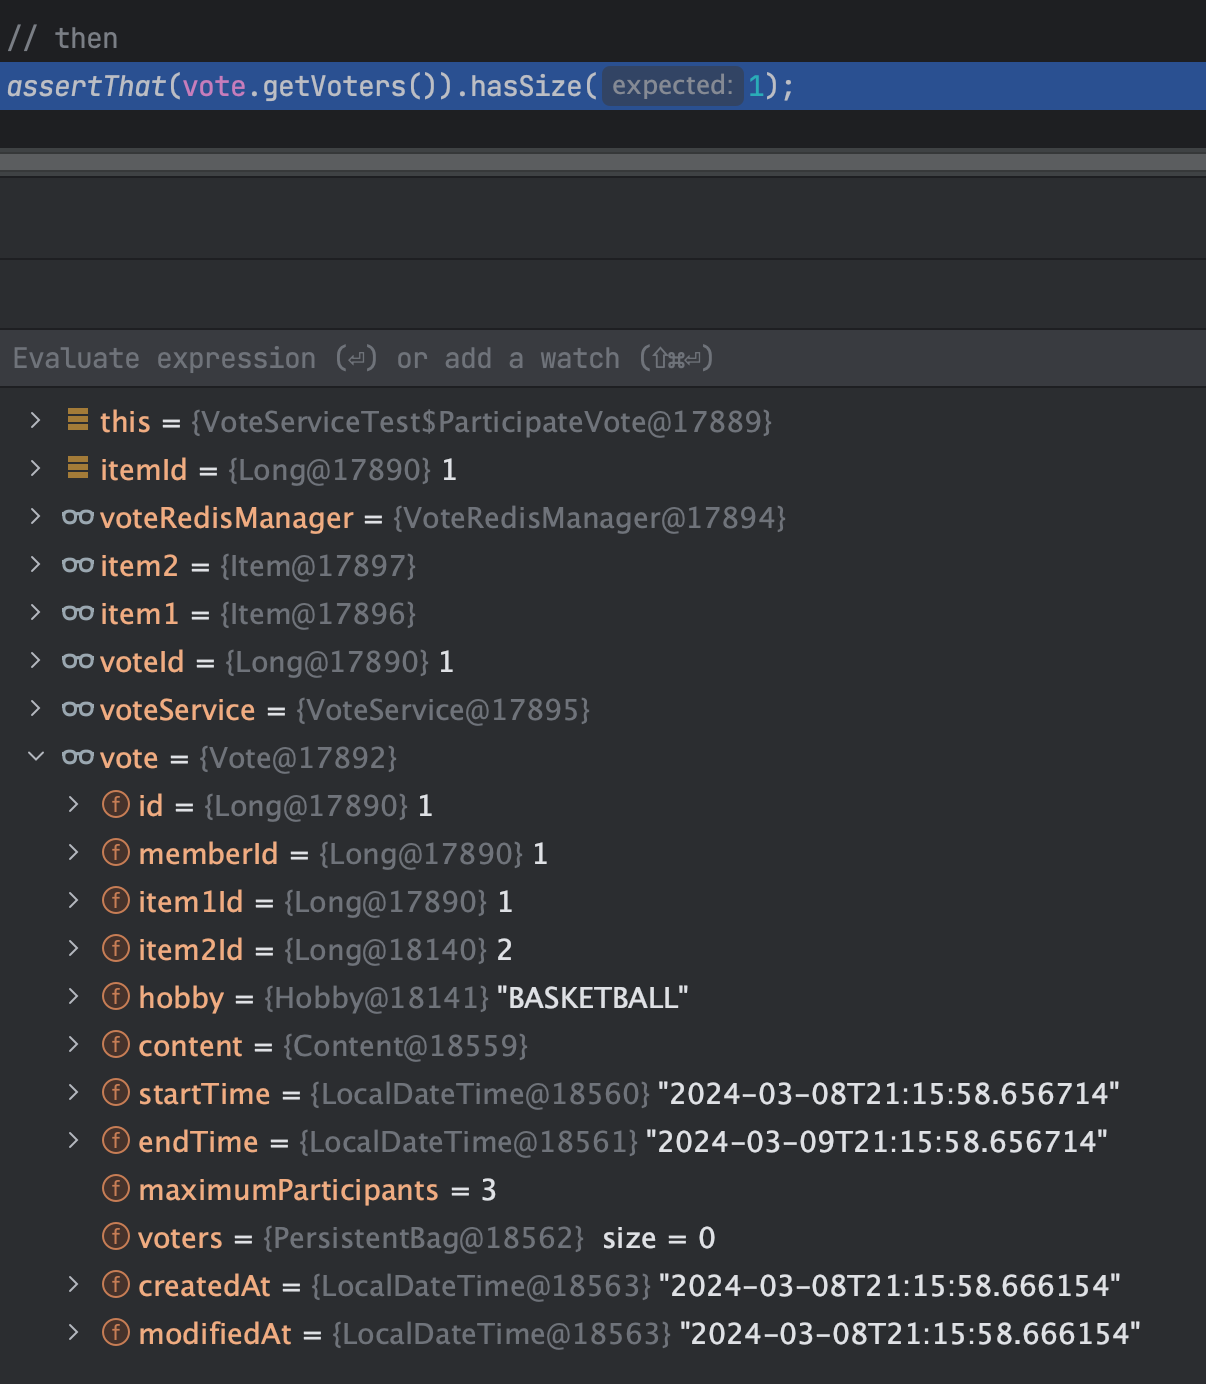 // then
assertThat(vote.getVoters()).hasSize( expected: 1);
Evaluate expression (⏎) or add a watch (⇧⌘⏎)
this = {VoteServiceTest$ParticipateVote@17889}
itemId = {Long@17890} 1
voteRedisManager = {VoteRedisManager@17894}
item2 = {Item@17897}
item1 = {Item@17896}
voteId = {Long@17890} 1
voteService = {VoteService@17895}
vote = {Vote@17892}
f id = {Long@17890} 1
f memberId = {Long@17890} 1
f item1Id = {Long@17890} 1
f item2Id = {Long@18140} 2
f hobby = {Hobby@18141} "BASKETBALL"
f content = {Content@18559}
f startTime = {LocalDateTime@18560} "2024-03-08T21:15:58.656714"
f endTime = {LocalDateTime@18561} "2024-03-09T21:15:58.656714"
f maximumParticipants = 3
f voters = {PersistentBag@18562} size = 0
f createdAt = {LocalDateTime@18563} "2024-03-08T21:15:58.666154"
f modifiedAt = {LocalDateTime@18563} "2024-03-08T21:15:58.666154"